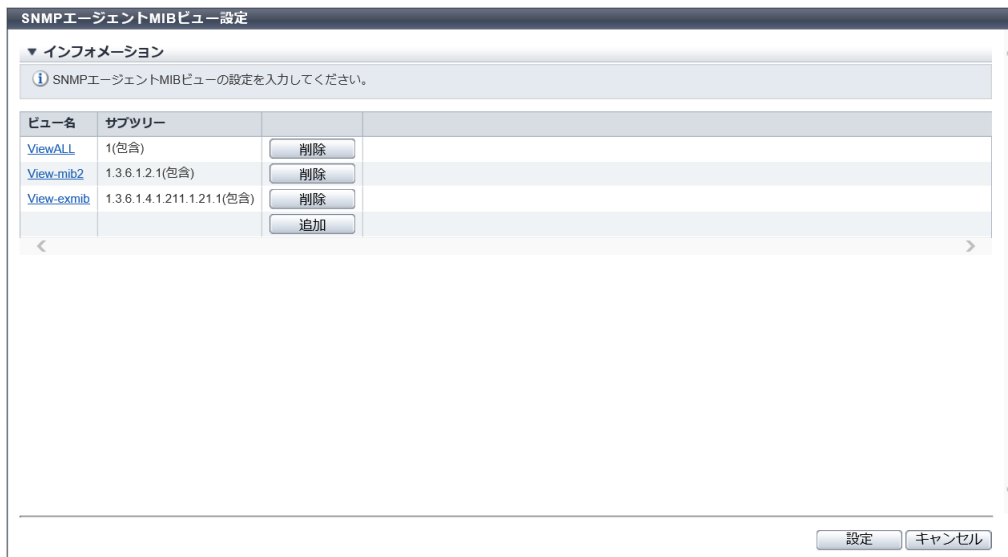 SNMPエージェントMIBビュー設定
▼ インフォメーション
SNMPエージェントMIBビューの設定を入力してください。
ビュー名 サブツリー
ViewALL 1(包含) 削除
View-mib2 1.3.6.1.2.1(包含) 削除
View-exmib 1.3.6.1.4.1.211.1.21.1(包含) 削除
追加
設定 キャンセル